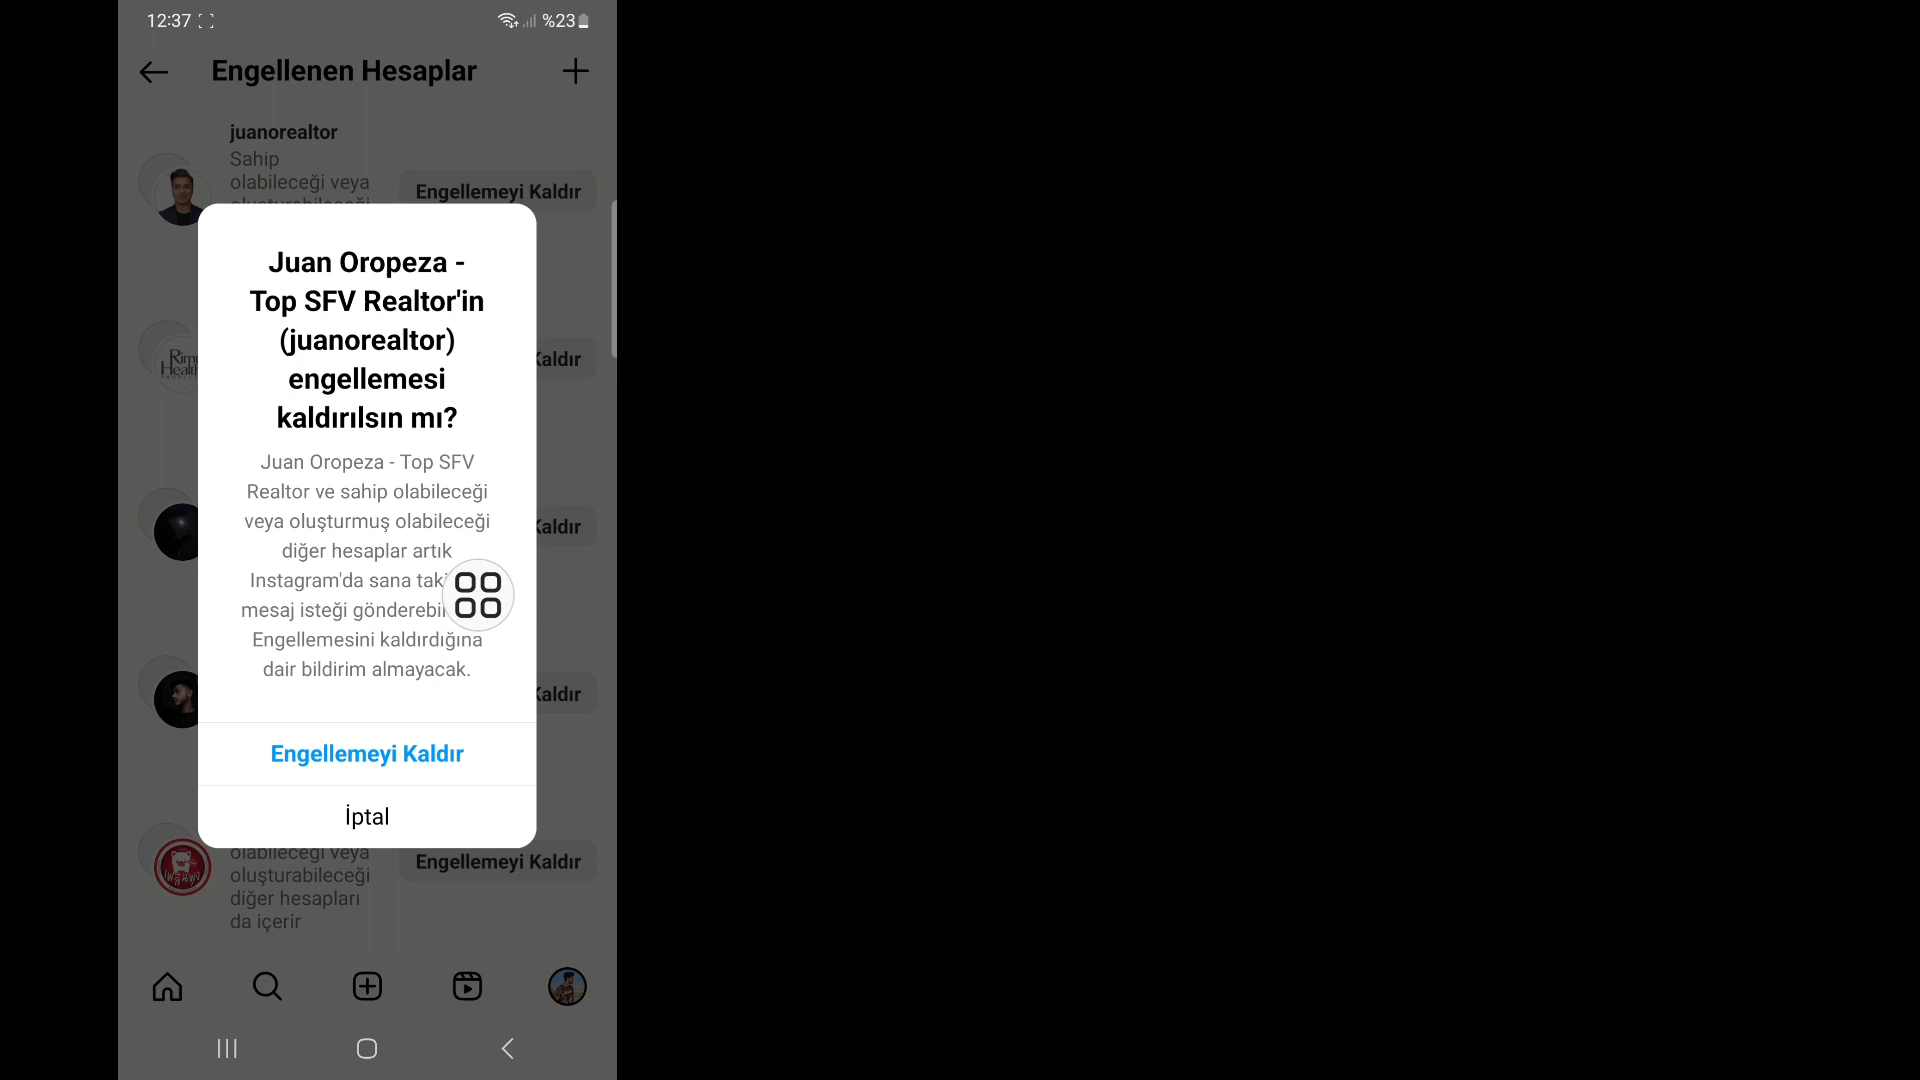 12:37
%23
Engellenen Hesaplar
juanorealtor
Sahip
olabileceği veya
Engellemeyi Kaldır
Juan Oropeza -
Top SFV Realtor'in
(juanorealtor)
engellemesi
kaldırılsın mı?
Juan Oropeza - Top SFV
Realtor ve sahip olabileceği
veya oluşturmuş olabileceği
diğer hesaplar artık
Instagram'da sana
mesaj isteği
Engellemesini kaldırdığına
dair bildirim almayacak.
Kaldır
Kaldır
Kaldır
Engellemeyi Kaldır
İptal
olabileceği veya
oluşturabileceği
diğer hesapları
da içerir
Engellemeyi Kaldır